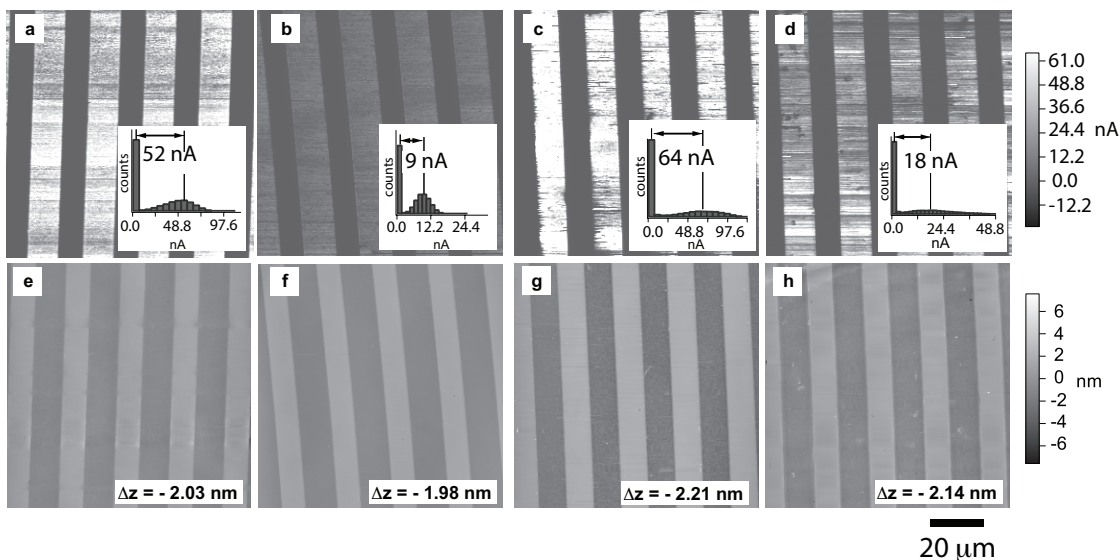 a
b
c
d
52 nA
counts
0.0 48.8 97.6
nA
9 nA
counts
0.0 12.2 24.4
nA
64 nA
counts
0.0 48.8 97.6
nA
18 nA
counts
0.0 24.4 48.8
nA
61.0
48.8
36.6
24.4
12.2
0.0
-12.2
nA
e
f
g
h
Δz = - 2.03 nm
Δz = - 1.98 nm
Δz = - 2.21 nm
Δz = - 2.14 nm
6
4
2
0
-2
-4
-6
nm
20 μm